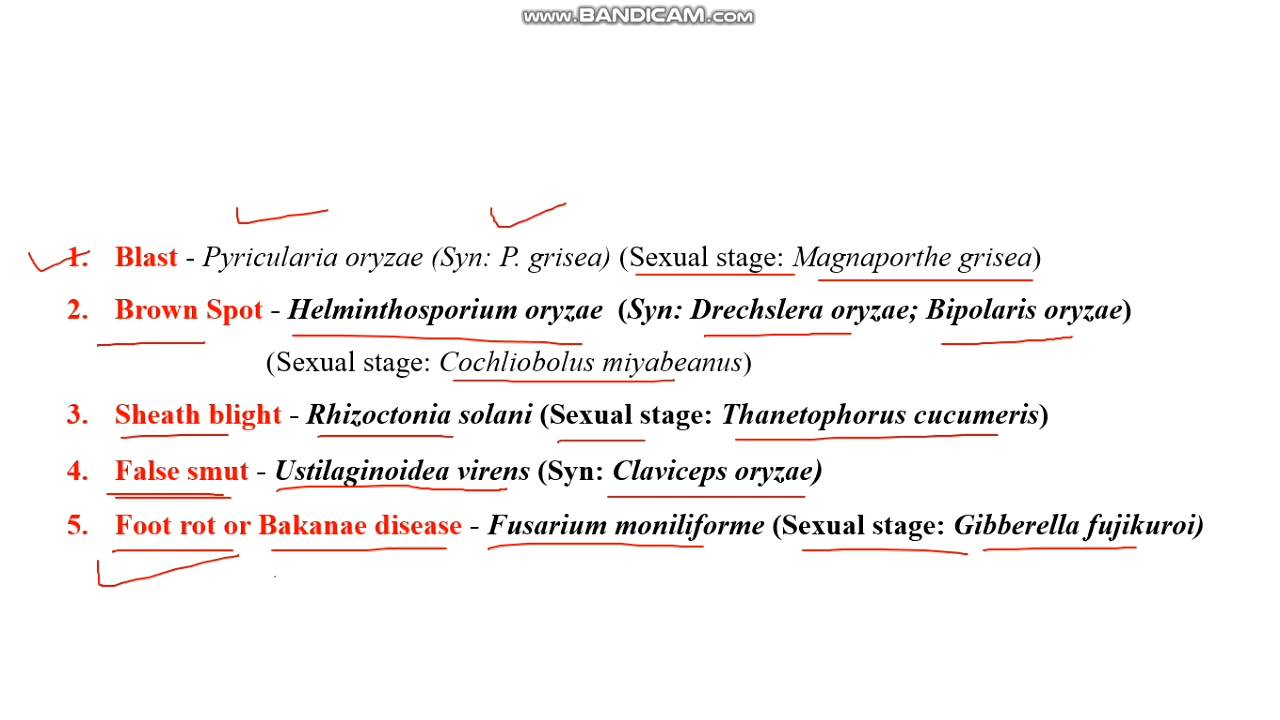 www.BANDICAM.com
1. Blast - Pyricularia oryzae (Syn: P. grisea) (Sexual stage: Magnaporthe grisea)
2. Brown Spot - Helminthosporium oryzae (Syn: Drechslera oryzae; Bipolaris oryzae)
(Sexual stage: Cochliobolus miyabeanus)
3. Sheath blight - Rhizoctonia solani (Sexual stage: Thanetophorus cucumeris)
4. False smut - Ustilaginoidea virens (Syn: Claviceps oryzae)
5. Foot rot or Bakanae disease - Fusarium moniliforme (Sexual stage: Gibberella fujikuroi)